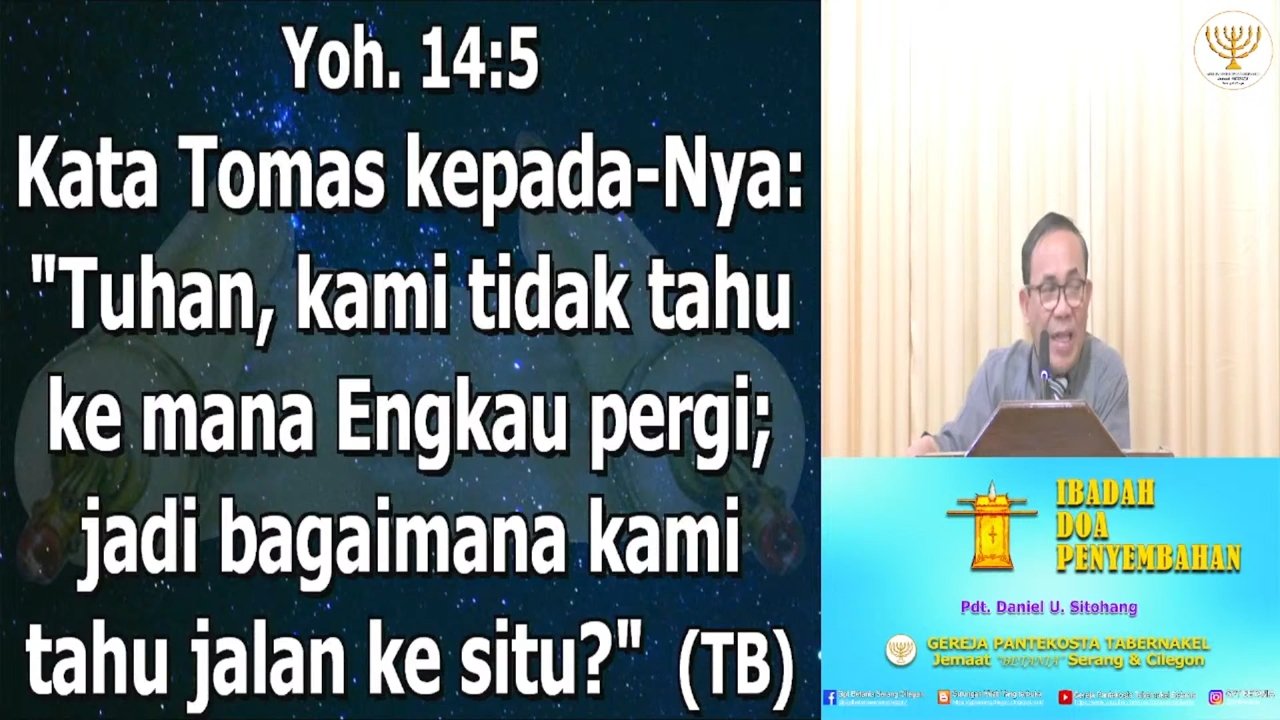 Yoh. 14:5
Kata Tomas kepada-Nya:
"Tuhan, kami tidak tahu
ke mana Engkau pergi;
jadi bagaimana kami
tahu jalan ke situ?" (TB)
IBADAH
DOA
PENYEMBAHAN
Pdt. Daniel U. Sitohang
GEREJA PANTEKOSTA TABERNAKEL
Jemaat "BETANIA" Serang & Cilegon